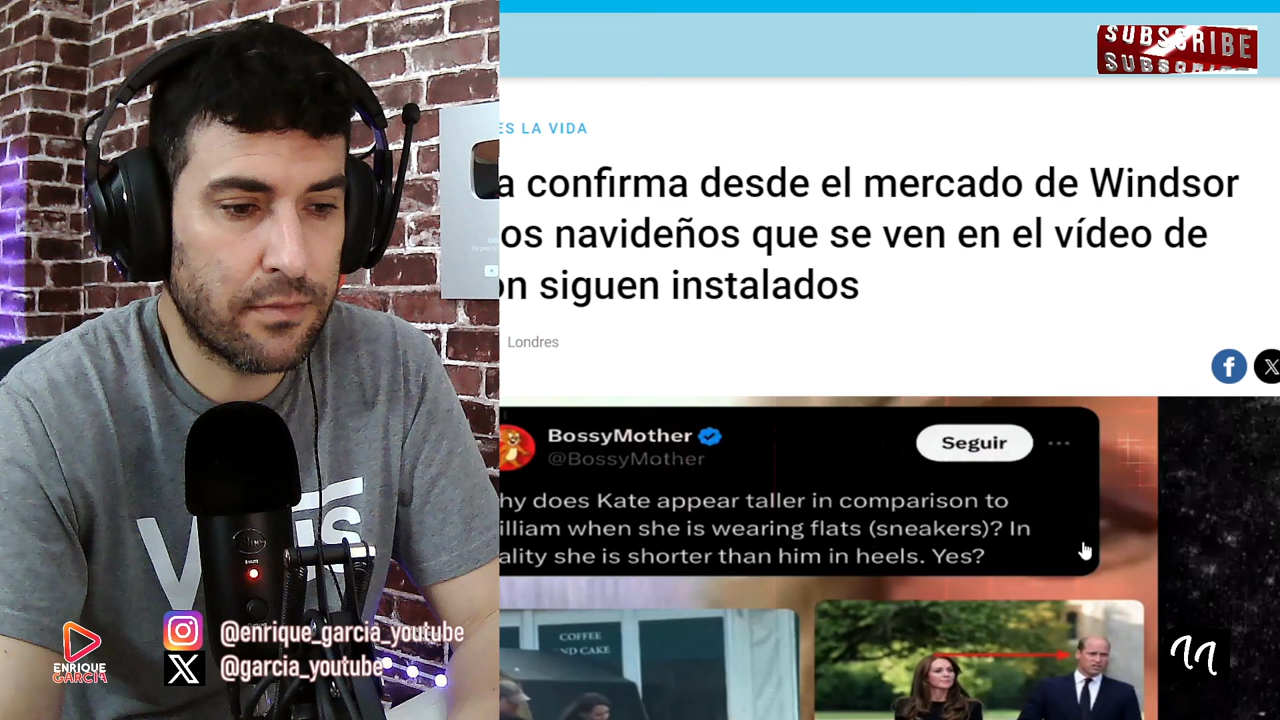 SUBSCRIBE
SUBSCRIBE
ES LA VIDA
a confirma desde el mercado de Windsor
os navideños que se ven en el vídeo de
on siguen instalados
Londres
BossyMother
@BossyMother
Seguir
hy does Kate appear taller in comparison to
illiam when she is wearing flats (sneakers)? In
ality she is shorter than him in heels. Yes?
COFFEE
ND CAKE
@enrique_garcia_youtube
@garcia_youtube
ENRIQUE
GARCIA